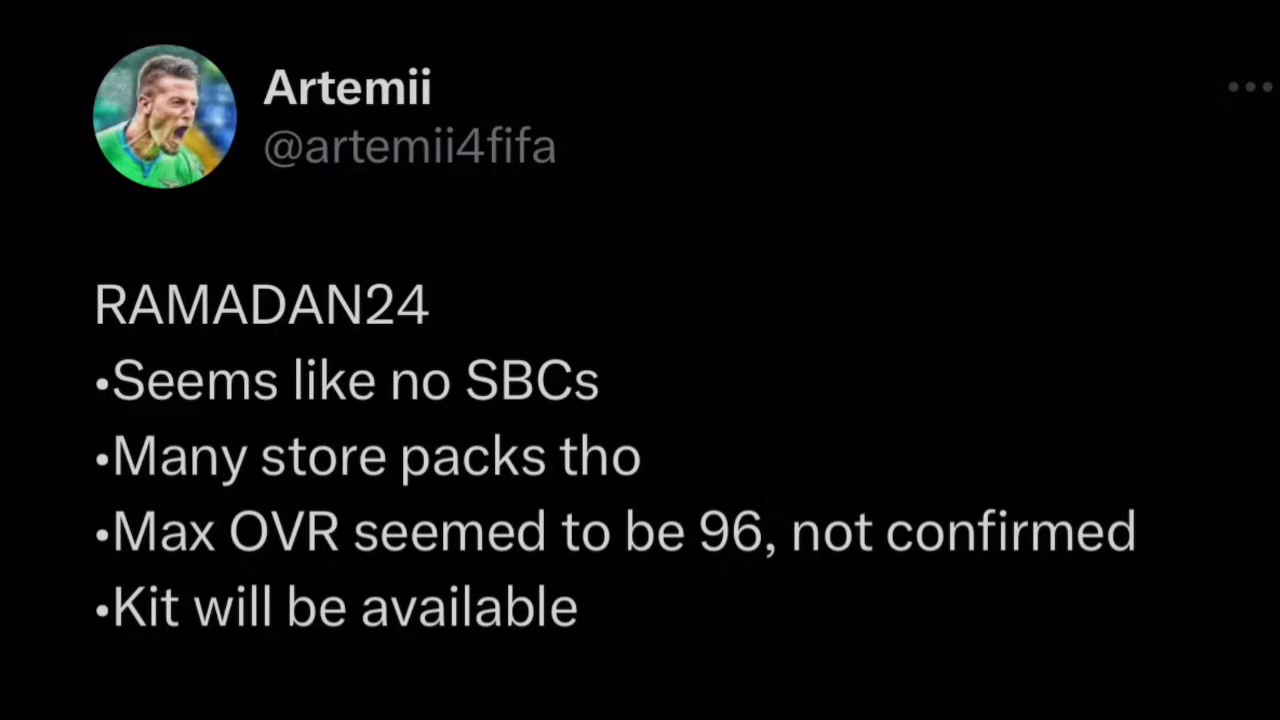 Artemii
@artemii4fifa
RAMADAN24
•Seems like no SBCs
•Many store packs tho
•Max OVR seemed to be 96, not confirmed
•Kit will be available